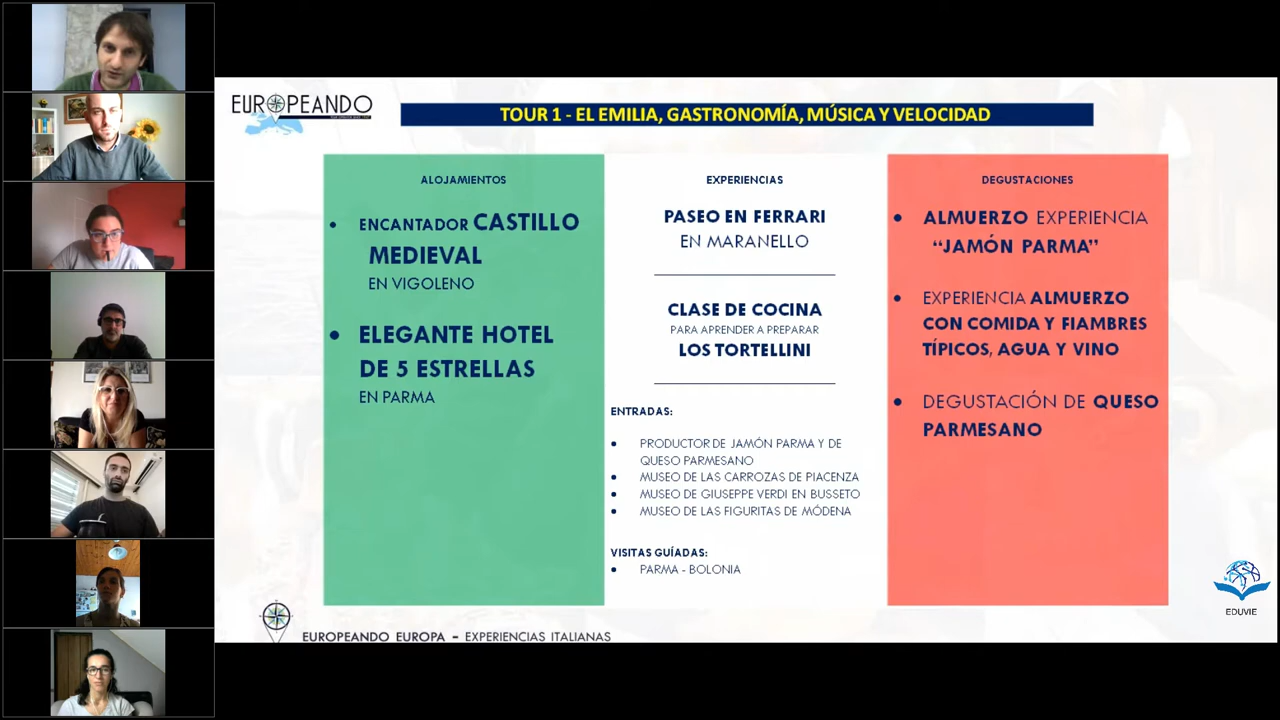 EUROPEANDO
TOUR 1 - EL EMILIA, GASTRONOMÍA, MÚSICA Y VELOCIDAD
ALOJAMIENTOS
• ENCANTADOR CASTILLO
MEDIEVAL
EN VIGOLENO
• ELEGANTE HOTEL
DE 5 ESTRELLAS
EN PARMA
EXPERIENCIAS
PASEO EN FERRARI
EN MARANELLO
CLASE DE COCINA
PARA APRENDER A PREPARAR
LOS TORTELLINI
ENTRADAS:
• PRODUCTOR DE JAMÓN PARMA Y DE
QUESO PARMESANO
• MUSEO DE LAS CARROZAS DE PIACENZA
• MUSEO DE GIUSEPPE VERDI EN BUSSETO
• MUSEO DE LAS FIGURITAS DE MÓDENA
VISITAS GUÍADAS:
• PARMA - BOLONIA
DEGUSTACIONES
• ALMUERZO EXPERIENCIA
“JAMÓN PARMA”
• EXPERIENCIA ALMUERZO
CON COMIDA Y FIAMBRES
TÍPICOS, AGUA Y VINO
• DEGUSTACIÓN DE QUESO
PARMESANO
EDUVIE
EUROPEANDO EUROPA – EXPERIENCIAS ITALIANAS